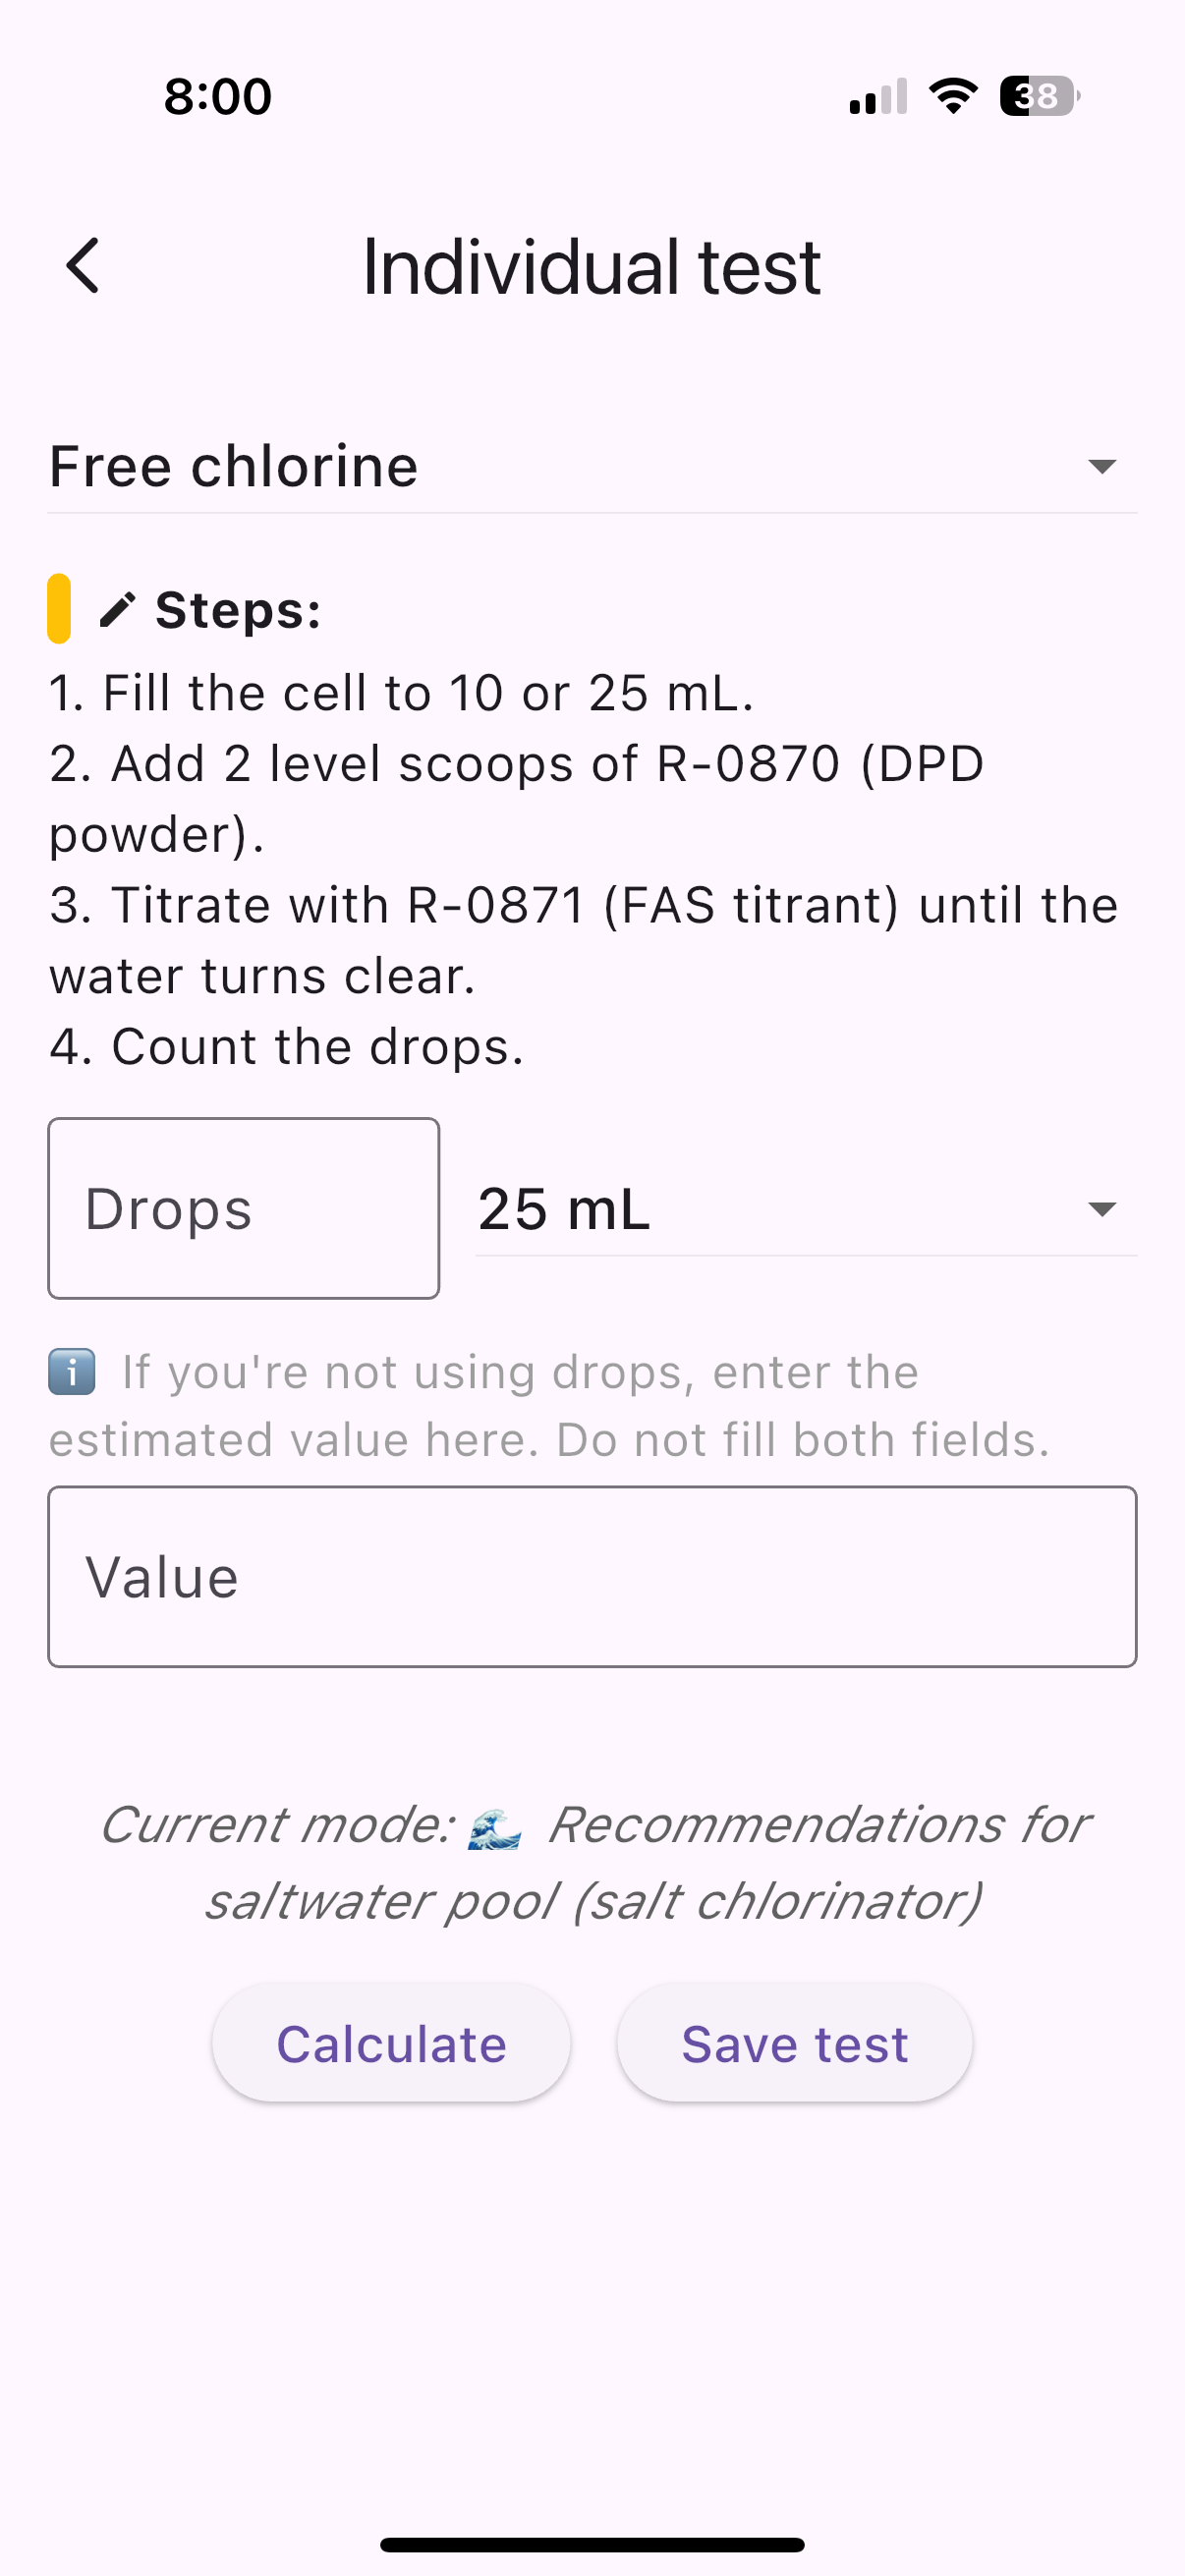 8:00
38
Individual test
Free chlorine
Steps:
1. Fill the cell to 10 or 25 mL.
2. Add 2 level scoops of R-0870 (DPD
powder).
3. Titrate with R-0871 (FAS titrant) until the
water turns clear.
4. Count the drops.
Drops
25 mL
ℹ️ If you're not using drops, enter the
estimated value here. Do not fill both fields.
Value
Current mode: 🌊 Recommendations for
saltwater pool (salt chlorinator)
Calculate
Save test